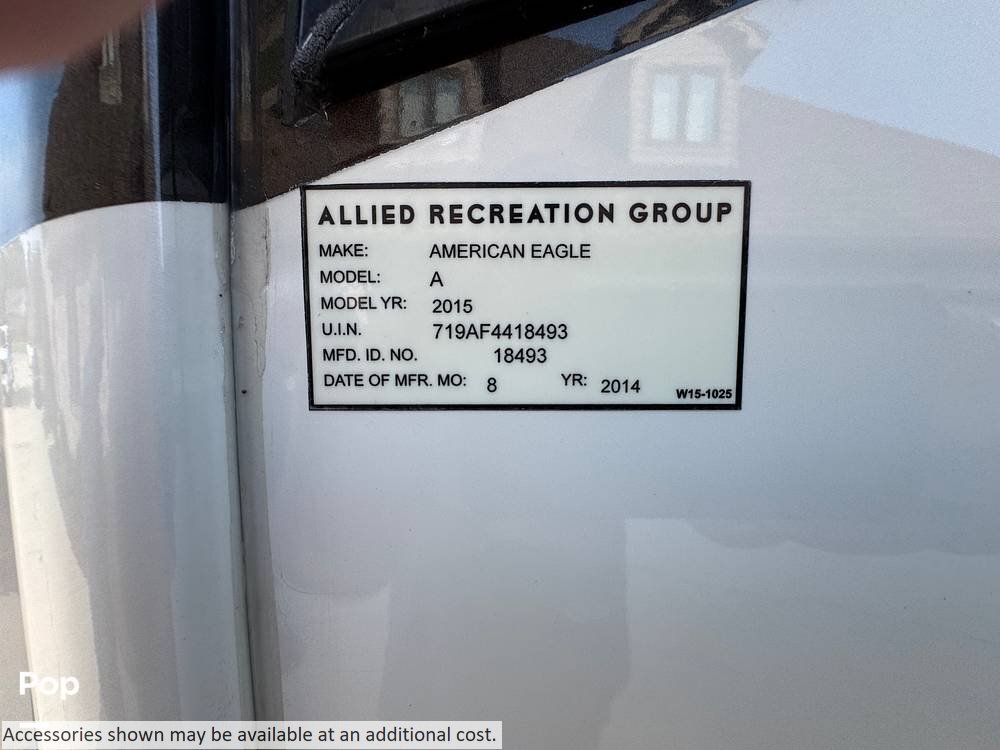 ALLIED RECREATION GROUP
MAKE: AMERICAN EAGLE
MODEL: A
MODEL YR: 2015
U.I.N. 719AF4418493
MFD. ID. NO. 18493
DATE OF MFR. MO: 8 YR: 2014
W15-1025
Pop
Accessories shown may be available at an additional cost.